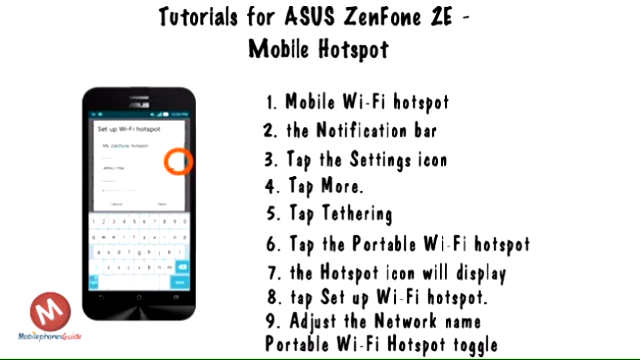 Tutorials for ASUS ZenFone 2E -
Mobile Hotspot
1. Mobile Wi-Fi hotspot
2. the Notification bar
3. Tap the Settings icon
4. Tap More.
5. Tap Tethering
6. Tap the Portable Wi-Fi hotspot
7. the Hotspot icon will display
8. tap Set up Wi-Fi hotspot.
9. Adjust the Network name
Portable Wi-Fi Hotspot toggle
ASUS
Set up Wi-Fi hotspot
M
MobilephonesGuide